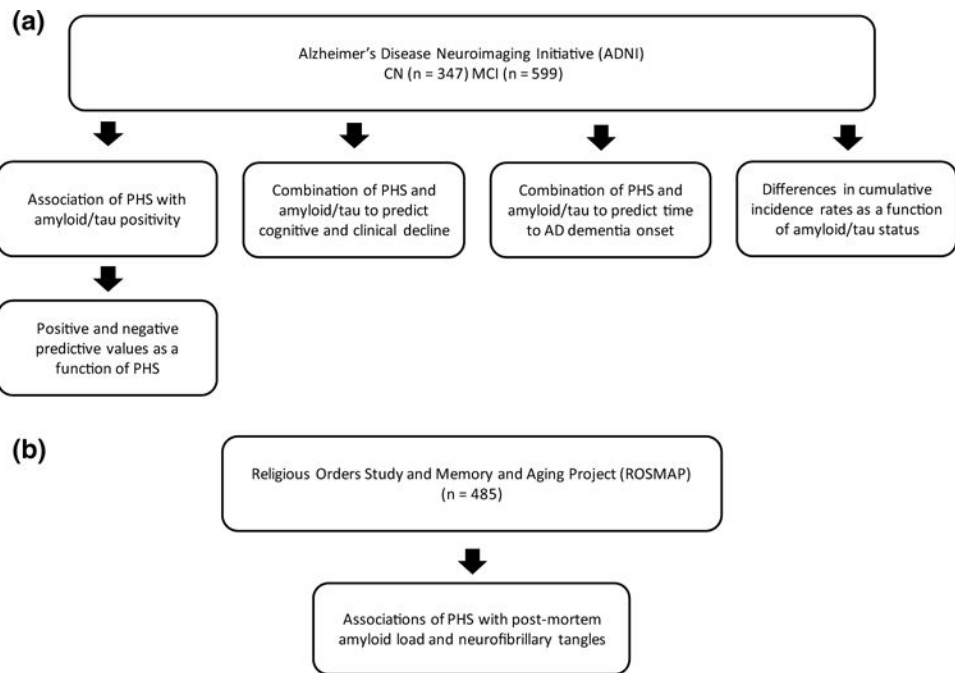 (a)
Alzheimer's Disease Neuroimaging Initiative (ADNI)
CN (n = 347) MCI (n = 599)
Association of PHS with
amyloid/tau positivity
Combination of PHS and
amyloid/tau to predict
cognitive and clinical decline
Combination of PHS and
amyloid/tau to predict time
to AD dementia onset
Differences in cumulative
incidence rates as a function
of amyloid/tau status
Positive and negative
predictive values as a
function of PHS
(b)
Religious Orders Study and Memory and Aging Project (ROSMAP)
(n = 485)
Associations of PHS with post-mortem
amyloid load and neurofibrillary tangles